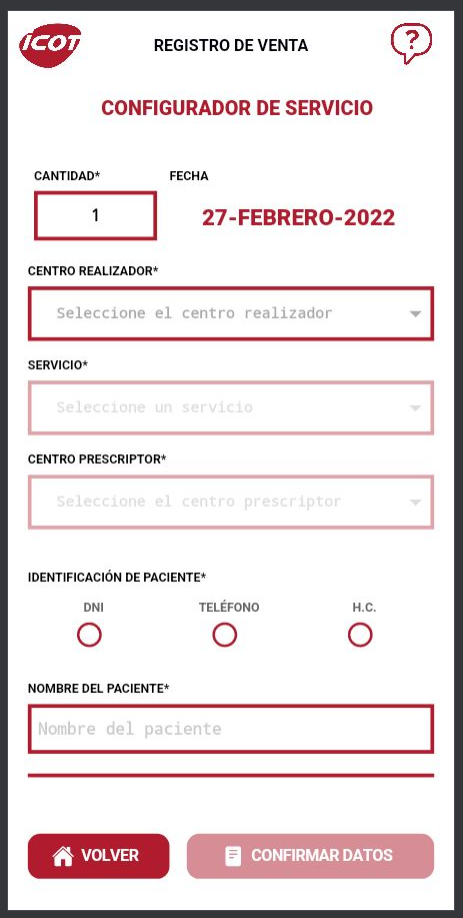 iCOT
REGISTRO DE VENTA
?
CONFIGURADOR DE SERVICIO
CANTIDAD* FECHA
1 27-FEBRERO-2022
CENTRO REALIZADOR*
Seleccione el centro realizador
SERVICIO*
Seleccione un servicio
CENTRO PRESCRIPTOR*
Seleccione el centro prescriptor
IDENTIFICACIÓN DE PACIENTE*
DNI TELÉFONO H.C.
NOMBRE DEL PACIENTE*
Nombre del paciente
VOLVER CONFIRMAR DATOS